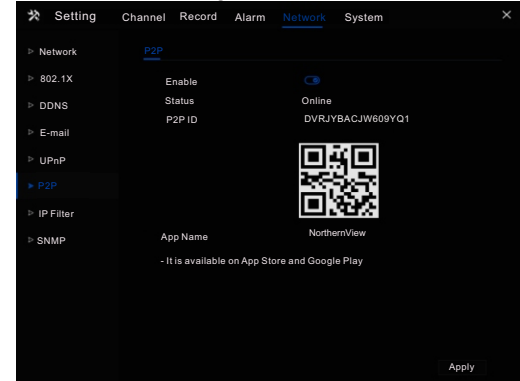 Setting
Channel Record Alarm Network System
Network
802.1X
DDNS
E-mail
UPnP
P2P
IP Filter
SNMP
P2P
Enable
Status Online
P2P ID DVRJYBACJW609YQ1
App Name NorthernView
- It is available on App Store and Google Play
Apply